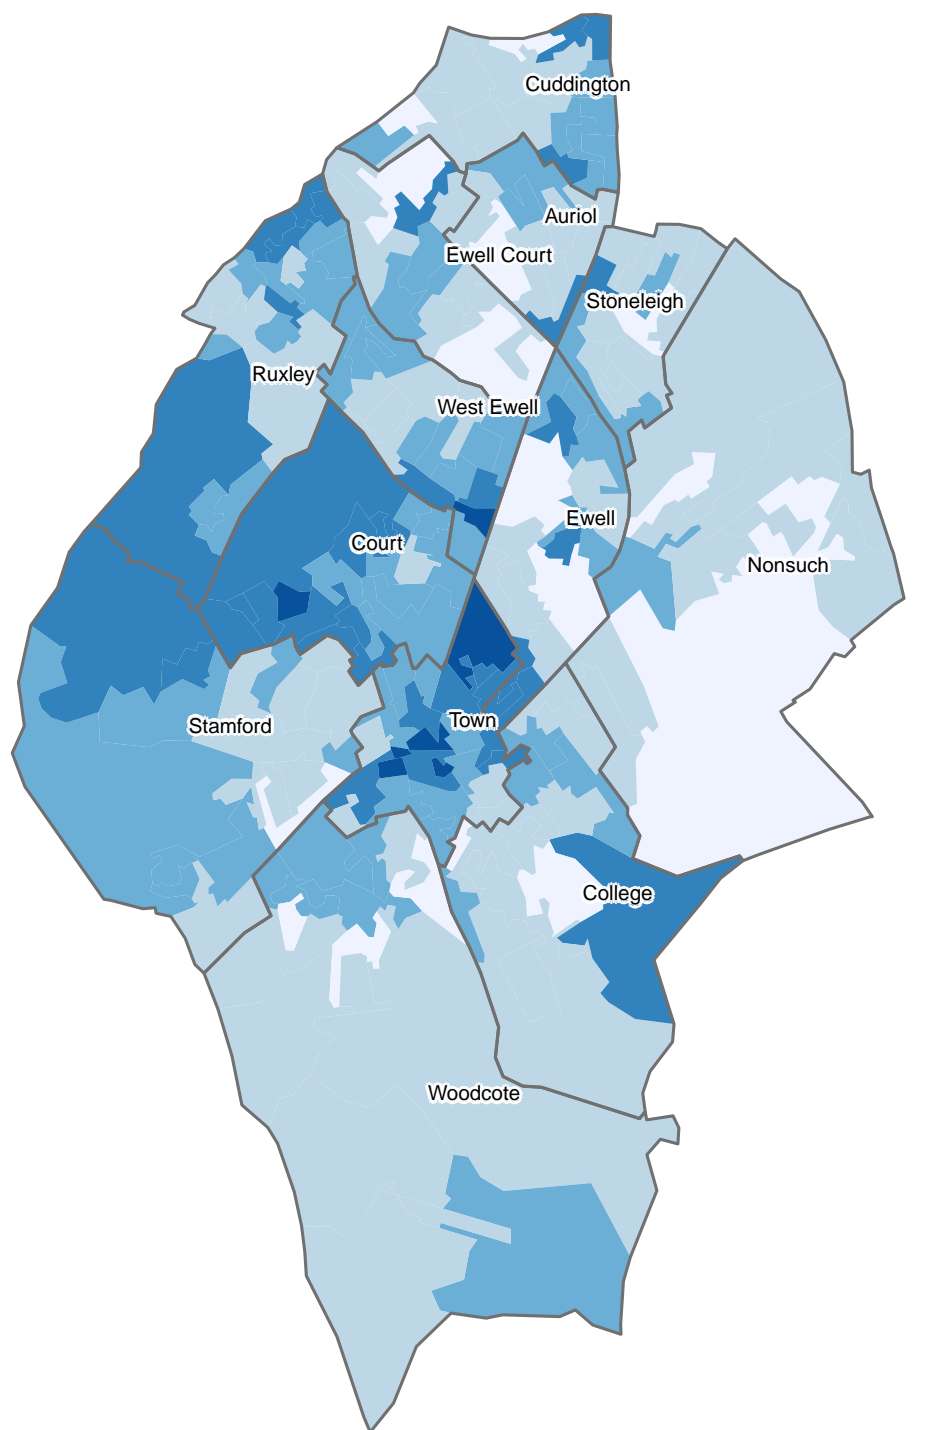 Cuddington
Auriol
Ewell Court
Stoneleigh
Ruxley
West Ewell
Ewell
Court
Nonsuch
Town
Stamford
College
Woodcote